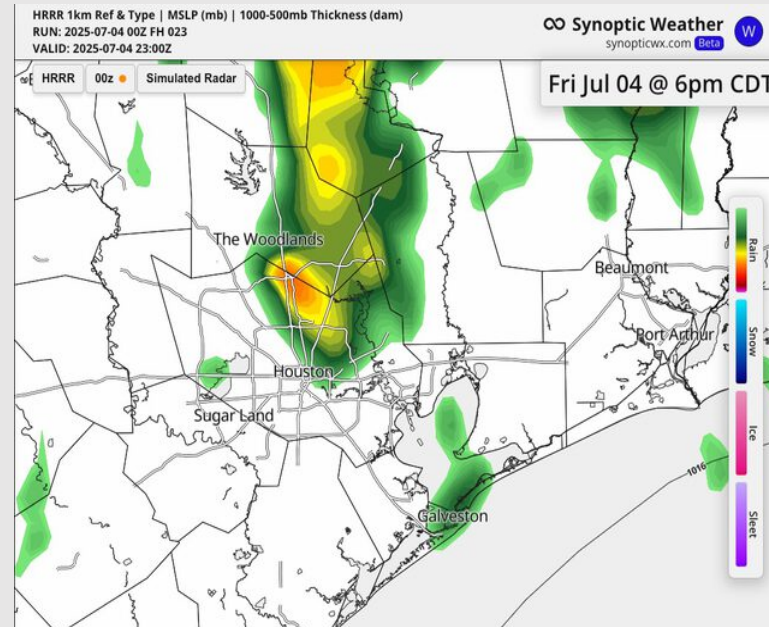 HRRR 1km Ref & Type | MSLP (mb) | 1000-500mb Thickness (dam)
RUN: 2025-07-04 00Z FH 023
VALID: 2025-07-04 23:00Z
Synoptic Weather
synopticwx.com Beta
W
HRRR
00z
Simulated Radar
Fri Jul 04 @ 6pm CDT
The Woodlands
Beaumont
Port Arthur
Houston
Sugar Land
Galveston
1016
Rain
Snow
Ice
Sleet